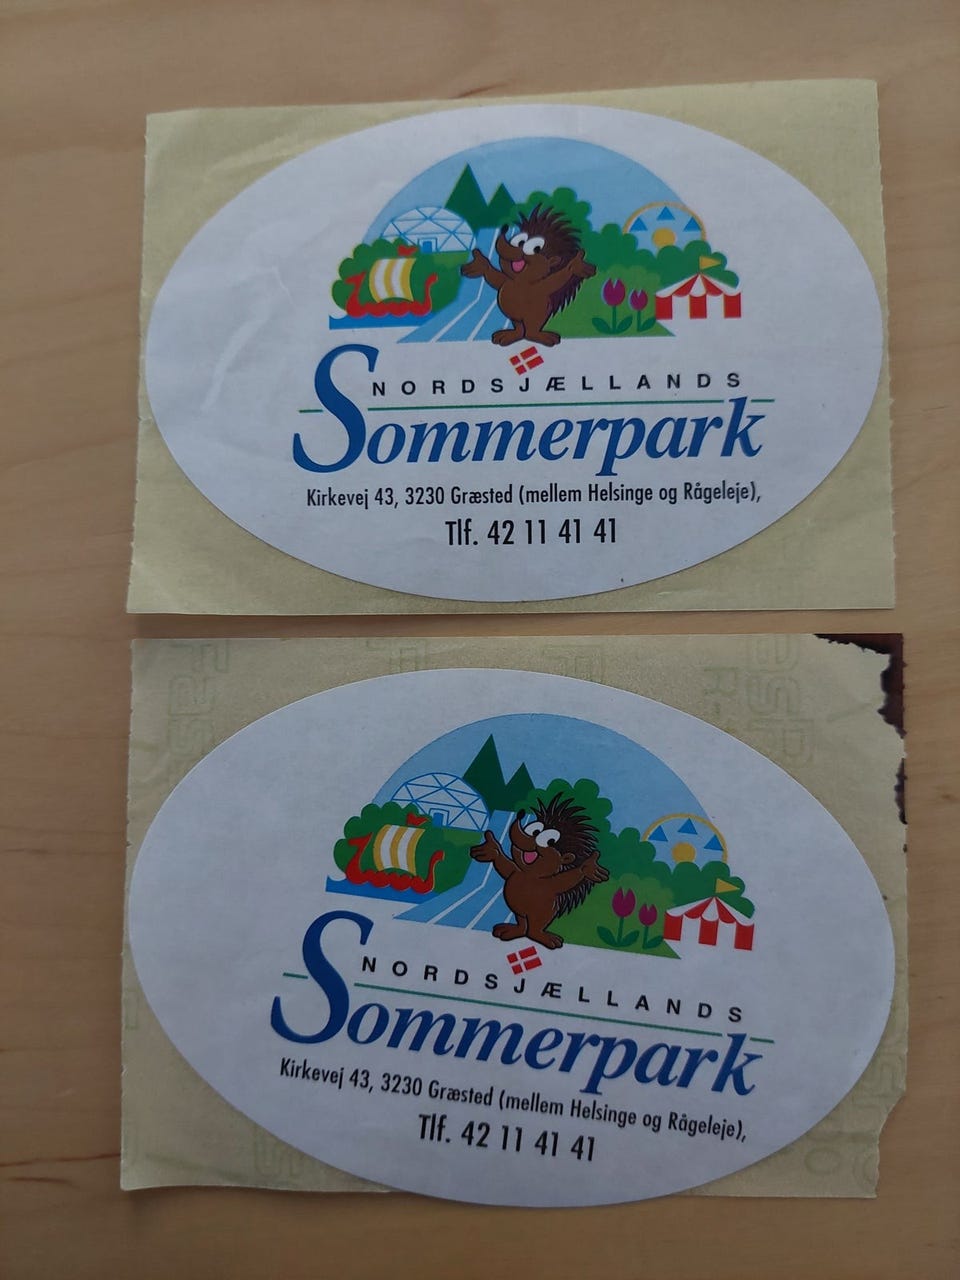 NORDSJÆLLANDS
Sommerpark
Kirkevej 43, 3230 Græsted (mellem Helsinge og Rågeleje),
Tlf. 42 11 41 41
NORDSJÆLLANDS
Sommerpark
Kirkevej 43, 3230 Græsted (mellem Helsinge og Rågeleje),
Tlf. 42 11 41 41